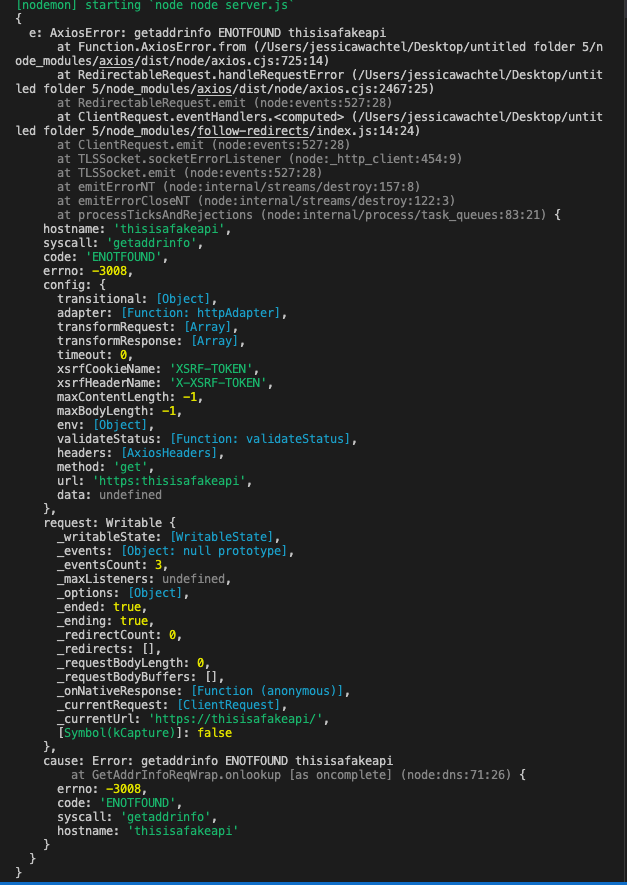 [nodemon] starting `node node server.js`
{
  e: AxiosError: getaddrinfo ENOTFOUND thisisafakeapi
      at Function.AxiosError.from (/Users/jessicawachtel/Desktop/untitled folder 5/n
ode_modules/axios/dist/node/axios.cjs:725:14)
      at RedirectableRequest.handleRequestError (/Users/jessicawachtel/Desktop/untit
led folder 5/node_modules/axios/dist/node/axios.cjs:2467:25)
      at RedirectableRequest.emit (node:events:527:28)
      at ClientRequest.eventHandlers.<computed> (/Users/jessicawachtel/Desktop/untit
led folder 5/node_modules/follow-redirects/index.js:14:24)
      at ClientRequest.emit (node:events:527:28)
      at TLSSocket.socketErrorListener (node:_http_client:454:9)
      at TLSSocket.emit (node:events:527:28)
      at emitErrorNT (node:internal/streams/destroy:157:8)
      at emitErrorCloseNT (node:internal/streams/destroy:122:3)
      at processTicksAndRejections (node:internal/process/task_queues:83:21) {
    hostname: 'thisisafakeapi',
    syscall: 'getaddrinfo',
    code: 'ENOTFOUND',
    errno: -3008,
    config: {
      transitional: [Object],
      adapter: [Function: httpAdapter],
      transformRequest: [Array],
      transformResponse: [Array],
      timeout: 0,
      xsrfCookieName: 'XSRF-TOKEN',
      xsrfHeaderName: 'X-XSRF-TOKEN',
      maxContentLength: -1,
      maxBodyLength: -1,
      env: [Object],
      validateStatus: [Function: validateStatus],
      headers: [AxiosHeaders],
      method: 'get',
      url: 'https:thisisafakeapi',
      data: undefined
    },
    request: Writable {
      _writableState: [WritableState],
      _events: [Object: null prototype],
      _eventsCount: 3,
      _maxListeners: undefined,
      _options: [Object],
      _ended: true,
      _ending: true,
      _redirectCount: 0,
      _redirects: [],
      _requestBodyLength: 0,
      _requestBodyBuffers: [],
      _onNativeResponse: [Function (anonymous)],
      _currentRequest: [ClientRequest],
      _currentUrl: 'https://thisisafakeapi/',
      [Symbol(kCapture)]: false
    },
    cause: Error: getaddrinfo ENOTFOUND thisisafakeapi
        at GetAddrInfoReqWrap.onlookup [as oncomplete] (node:dns:71:26) {
      errno: -3008,
      code: 'ENOTFOUND',
      syscall: 'getaddrinfo',
      hostname: 'thisisafakeapi'
    }
  }
}